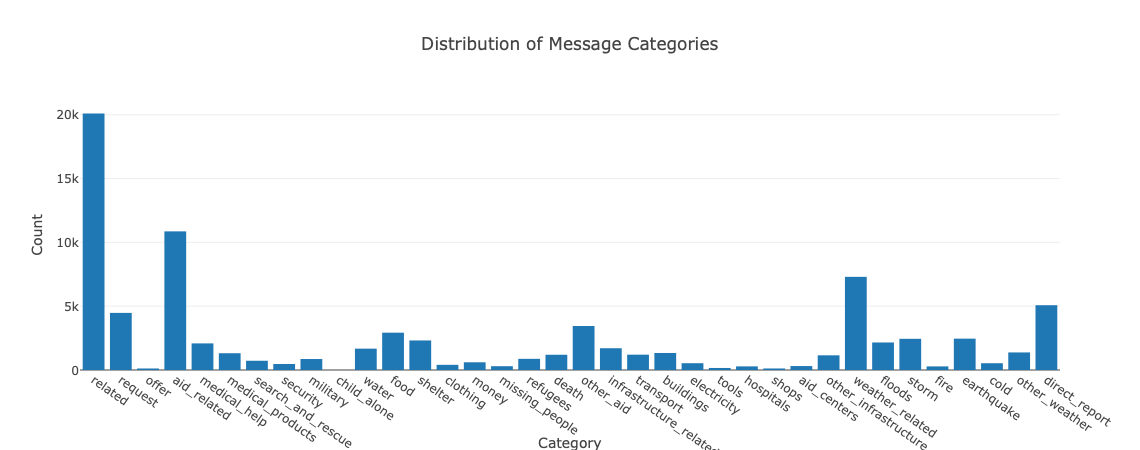 Distribution of Message Categories
20k
15k
10k
5k
0
Count
related
request
offer
aid_related
medical_help
medical_products
search_and_rescue
security
military
child_alone
water
food
shelter
clothing
money
missing_people
refugees
death
other_aid
infrastructure_related
transport
buildings
electricity
tools
hospitals
shops
aid_centers
other_infrastructure
weather_related
floods
storm
fire
earthquake
cold
other_weather
direct_report
Category